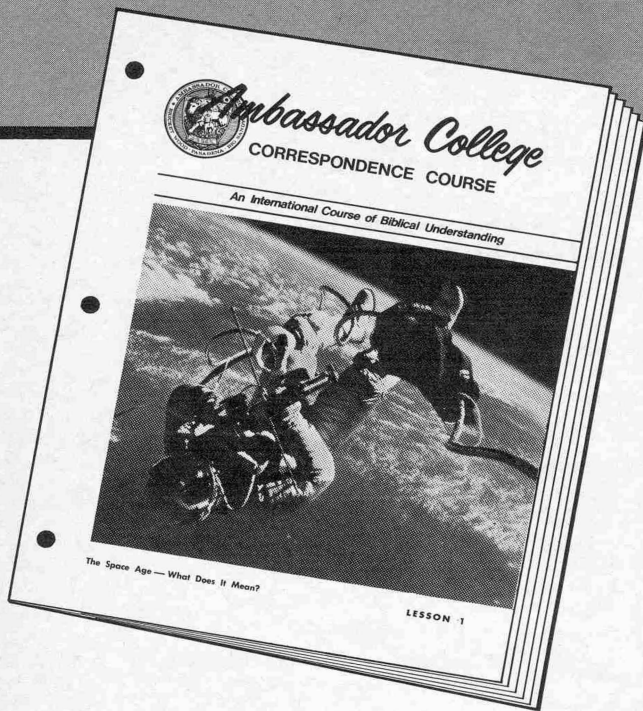 Ambassador College
CORRESPONDENCE COURSE
An International Course of Biblical Understanding
The Space Age — What Does It Mean?
LESSON 1